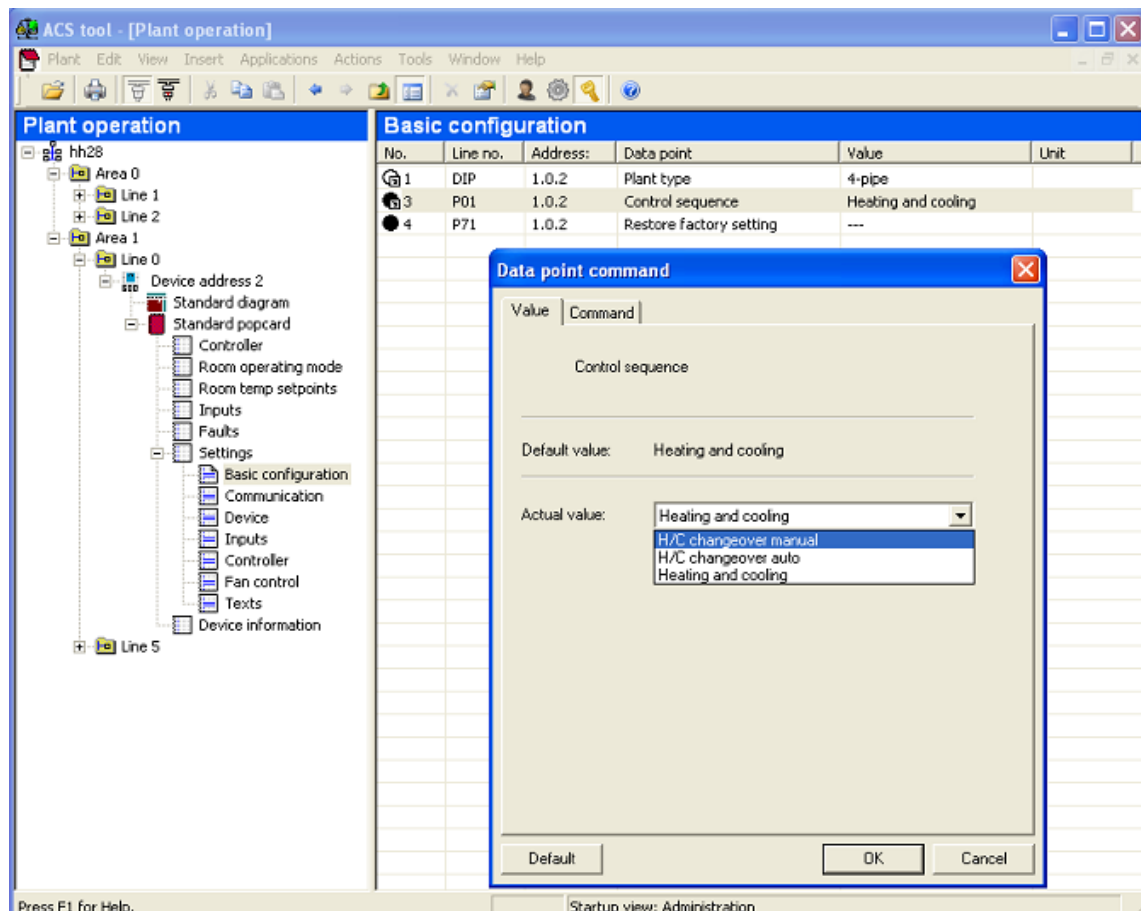 ACS tool - [Plant operation]
Plant Edit View Insert Applications Actions Tools Window Help
Plant operation
hh28
Area 0
Line 1
Line 2
Area 1
Line 0
Device address 2
Standard diagram
Standard popcard
Controller
Room operating mode
Room temp setpoints
Inputs
Faults
Settings
Basic configuration
Communication
Device
Inputs
Controller
Fan control
Texts
Device information
Line 5
Basic configuration
No. Line no. Address: Data point Value Unit
1 DIP 1.0.2 Plant type 4-pipe
3 P01 1.0.2 Control sequence Heating and cooling
4 P71 1.0.2 Restore factory setting ---
Data point command
Value Command
Control sequence
Default value: Heating and cooling
Actual value: Heating and cooling
H/C changeover manual
H/C changeover auto
Heating and cooling
Default OK Cancel
Press F1 for Help. Startup view: Administration